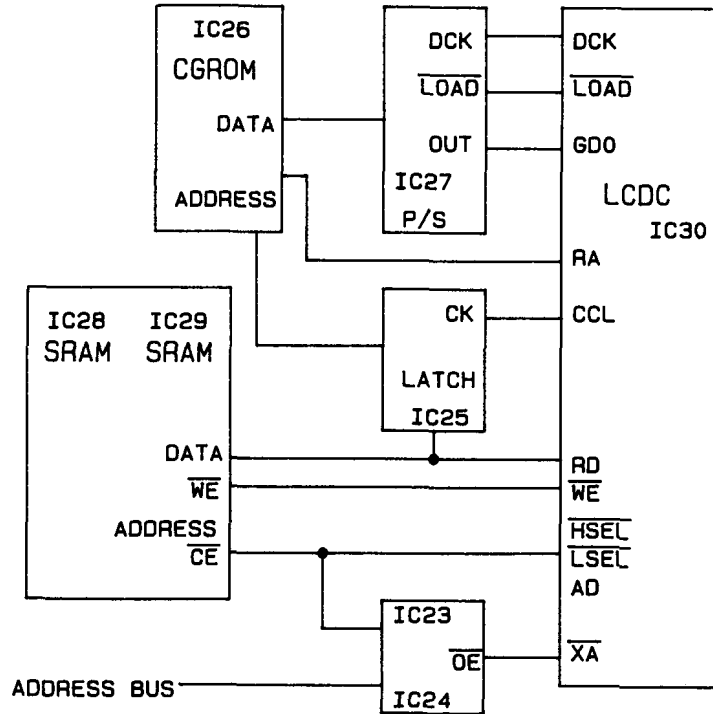 IC26
CGROM
DATA
ADDRESS
DCK
LOAD
OUT
IC27
P/S
DCK
LOAD
GDO
LCDC
IC30
RA
CCL
CK
LATCH
IC25
IC28 IC29
SRAM SRAM
DATA
WE
ADDRESS
CE
RD
WE
HSEL
LSEL
AD
XA
IC23
OE
IC24
ADDRESS BUS